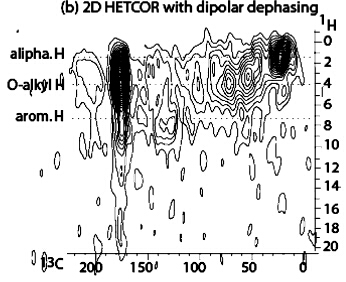 (b) 2D HETCOR with dipolar dephasing
1H
0
alipha. H
2
4
O-alkyl H
6
arom. H
8
10
12
14
16
18
20
13C 200 150 100 50 0